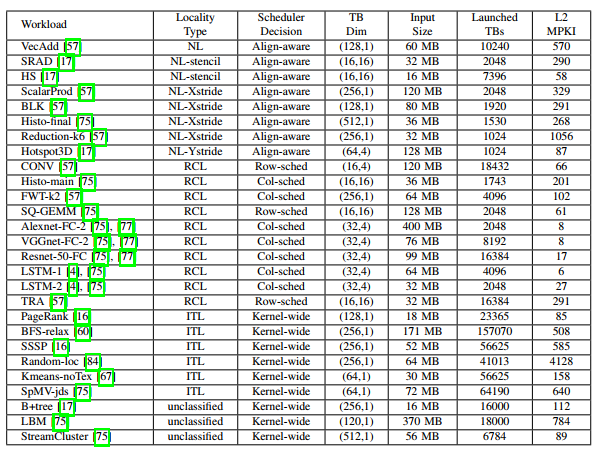 Workload Locality Type Scheduler Decision TB Dim Input Size Launched TBs L2 MPKI
VecAdd [57] NL Align-aware (128,1) 60 MB 10240 570
SRAD [17] NL-stencil Align-aware (16,16) 32 MB 2048 290
HS [17] NL-stencil Align-aware (16,16) 16 MB 7396 58
ScalarProd [57] NL-Xstride Align-aware (256,1) 120 MB 2048 329
BLK [57] NL-Xstride Align-aware (128,1) 80 MB 1920 291
Histo-final [75] NL-Xstride Align-aware (512,1) 36 MB 1530 268
Reduction-k6 [57] NL-Xstride Align-aware (256,1) 32 MB 1024 1056
Hotspot3D [17] NL-Ystride Align-aware (64,4) 128 MB 1024 87
CONV [57] RCL Row-sched (16,4) 120 MB 18432 66
Histo-main [75] RCL Col-sched (16,16) 36 MB 1743 201
FWT-k2 [57] RCL Col-sched (256,1) 64 MB 4096 102
SQ-GEMM [75] RCL Row-sched (16,16) 128 MB 2048 61
Alexnet-FC-2 [75], [77] RCL Col-sched (32,4) 400 MB 2048 8
VGGnet-FC-2 [75], [77] RCL Col-sched (32,4) 76 MB 8192 8
Resnet-50-FC [75], [77] RCL Col-sched (32,4) 99 MB 16384 17
LSTM-1 [4], [75] RCL Col-sched (32,4) 64 MB 4096 6
LSTM-2 [4], [75] RCL Col-sched (32,4) 32 MB 2048 27
TRA [57] RCL Row-sched (16,16) 32 MB 16384 291
PageRank [16] ITL Kernel-wide (128,1) 18 MB 23365 85
BFS-relax [60] ITL Kernel-wide (256,1) 171 MB 157070 508
SSSP [16] ITL Kernel-wide (256,1) 52 MB 56625 585
Random-loc [84] ITL Kernel-wide (256,1) 64 MB 41013 4128
Kmeans-noTex [67] ITL Kernel-wide (64,1) 30 MB 56625 158
SpMV-jds [75] ITL Kernel-wide (64,1) 72 MB 64190 640
B+tree [17] unclassified Kernel-wide (256,1) 16 MB 16000 112
LBM [75] unclassified Kernel-wide (120,1) 370 MB 18000 784
StreamCluster [75] unclassified Kernel-wide (512,1) 56 MB 6784 89